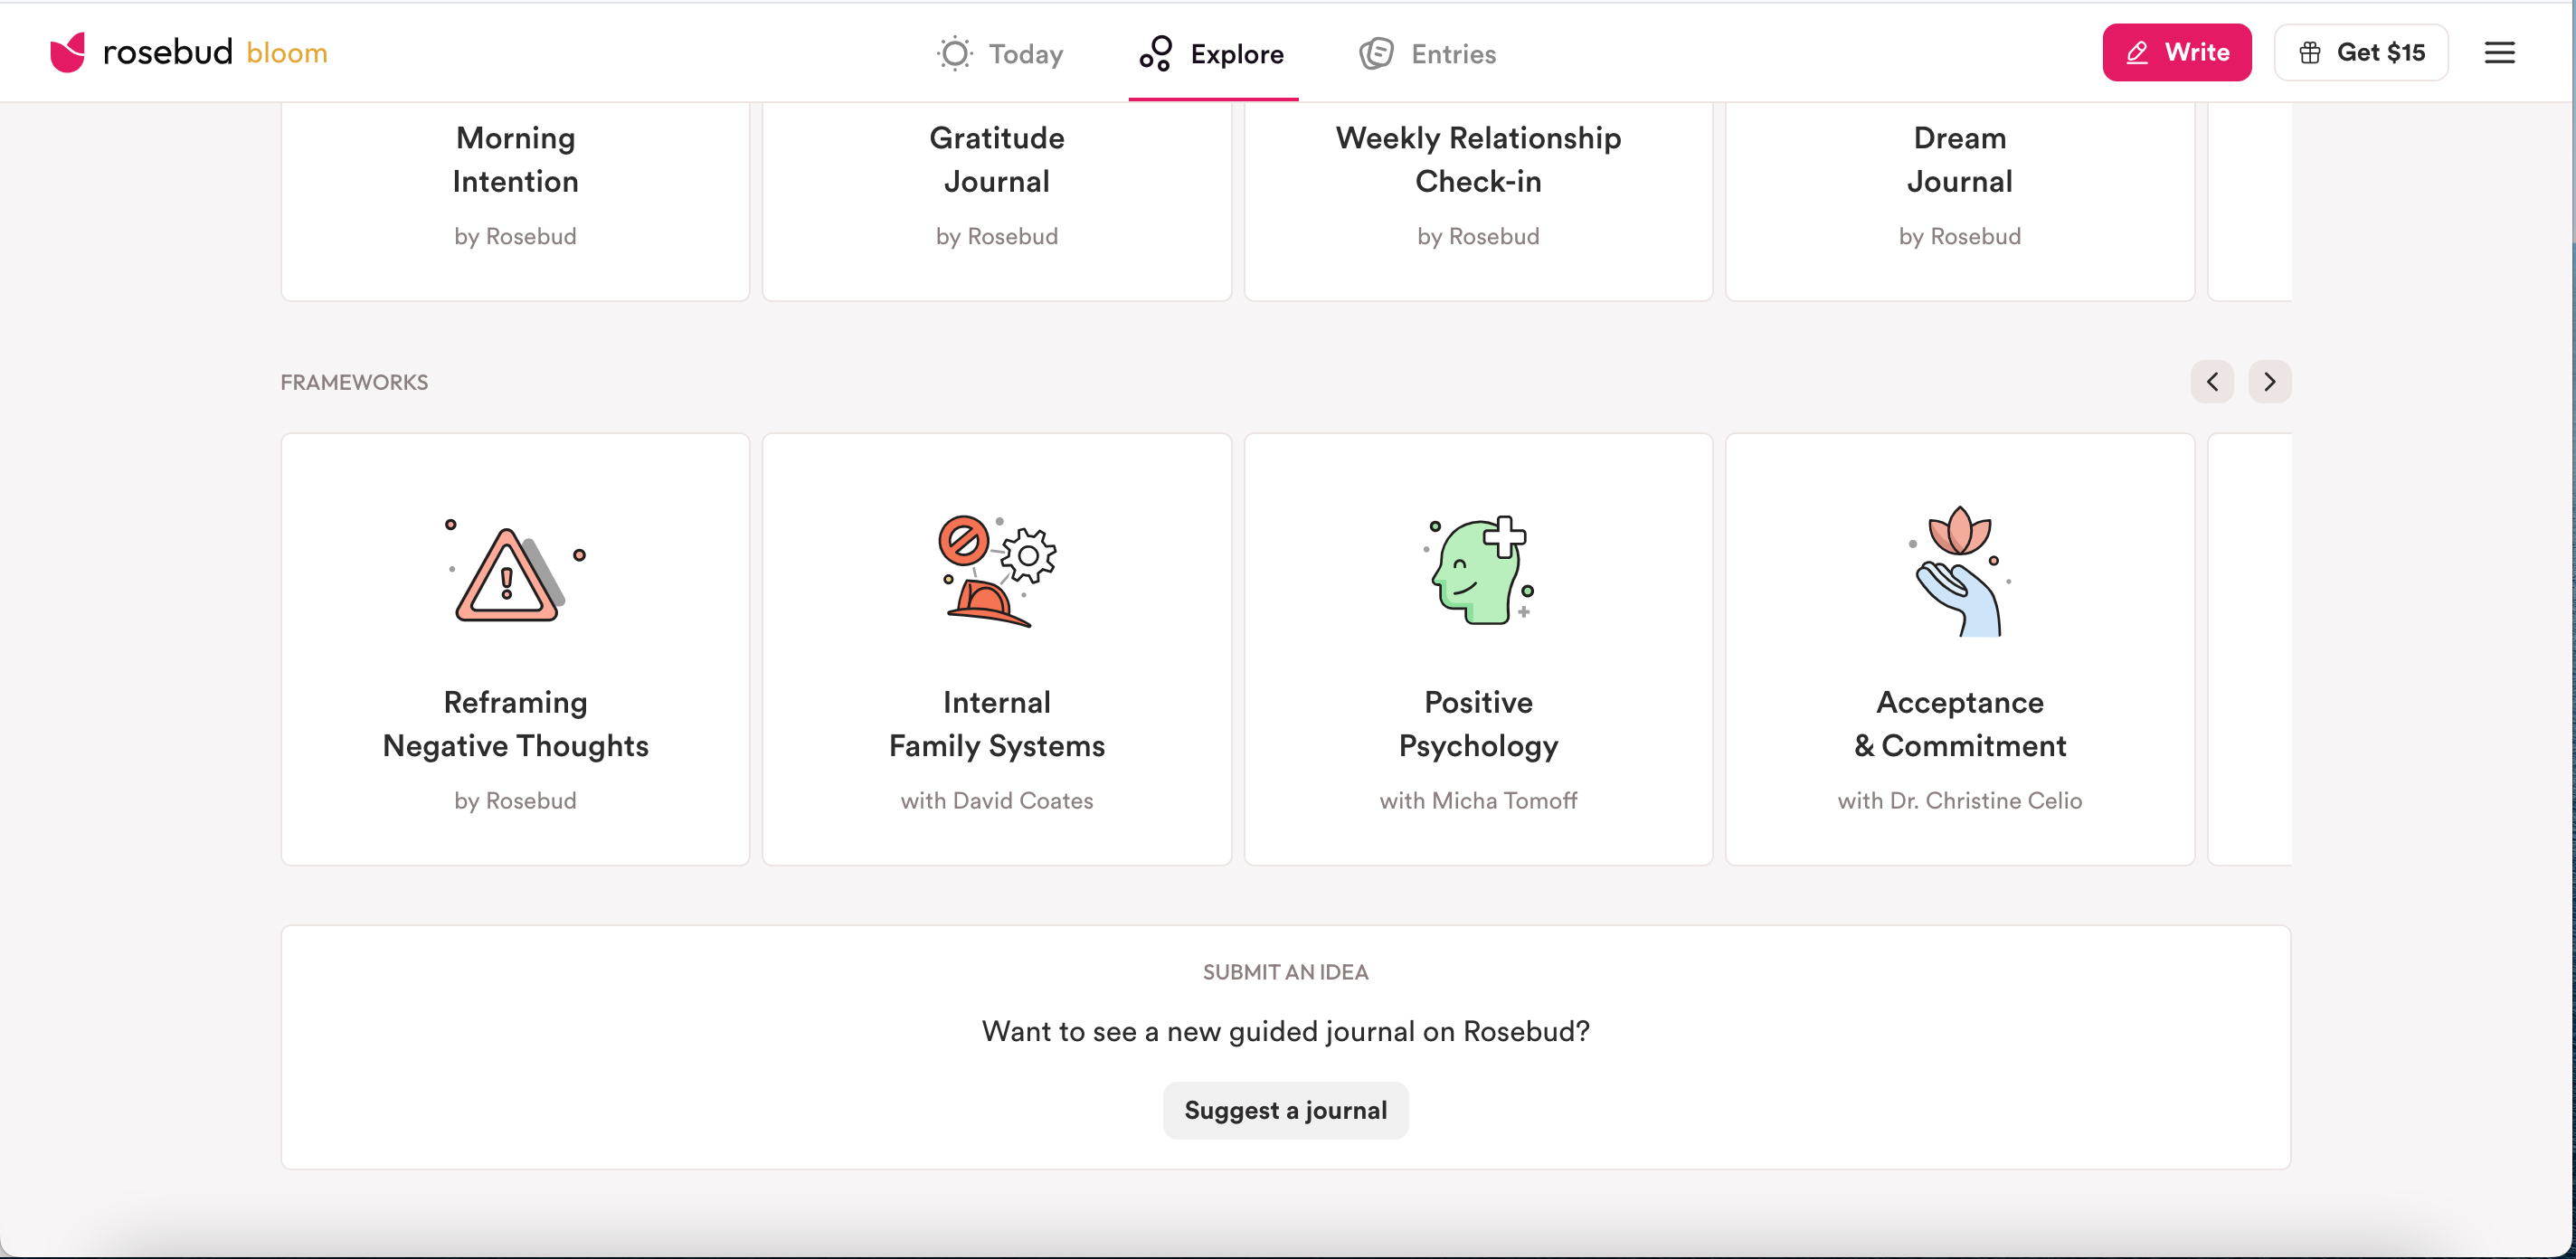 rosebud bloom
Today
Explore
Entries
Write
Get $15
Morning
Intention
by Rosebud
Gratitude
Journal
by Rosebud
Weekly Relationship
Check-in
by Rosebud
Dream
Journal
by Rosebud
FRAMEWORKS
Reframing
Negative Thoughts
by Rosebud
Internal
Family Systems
with David Coates
Positive
Psychology
with Micha Tomoff
Acceptance
& Commitment
with Dr. Christine Celio
SUBMIT AN IDEA
Want to see a new guided journal on Rosebud?
Suggest a journal